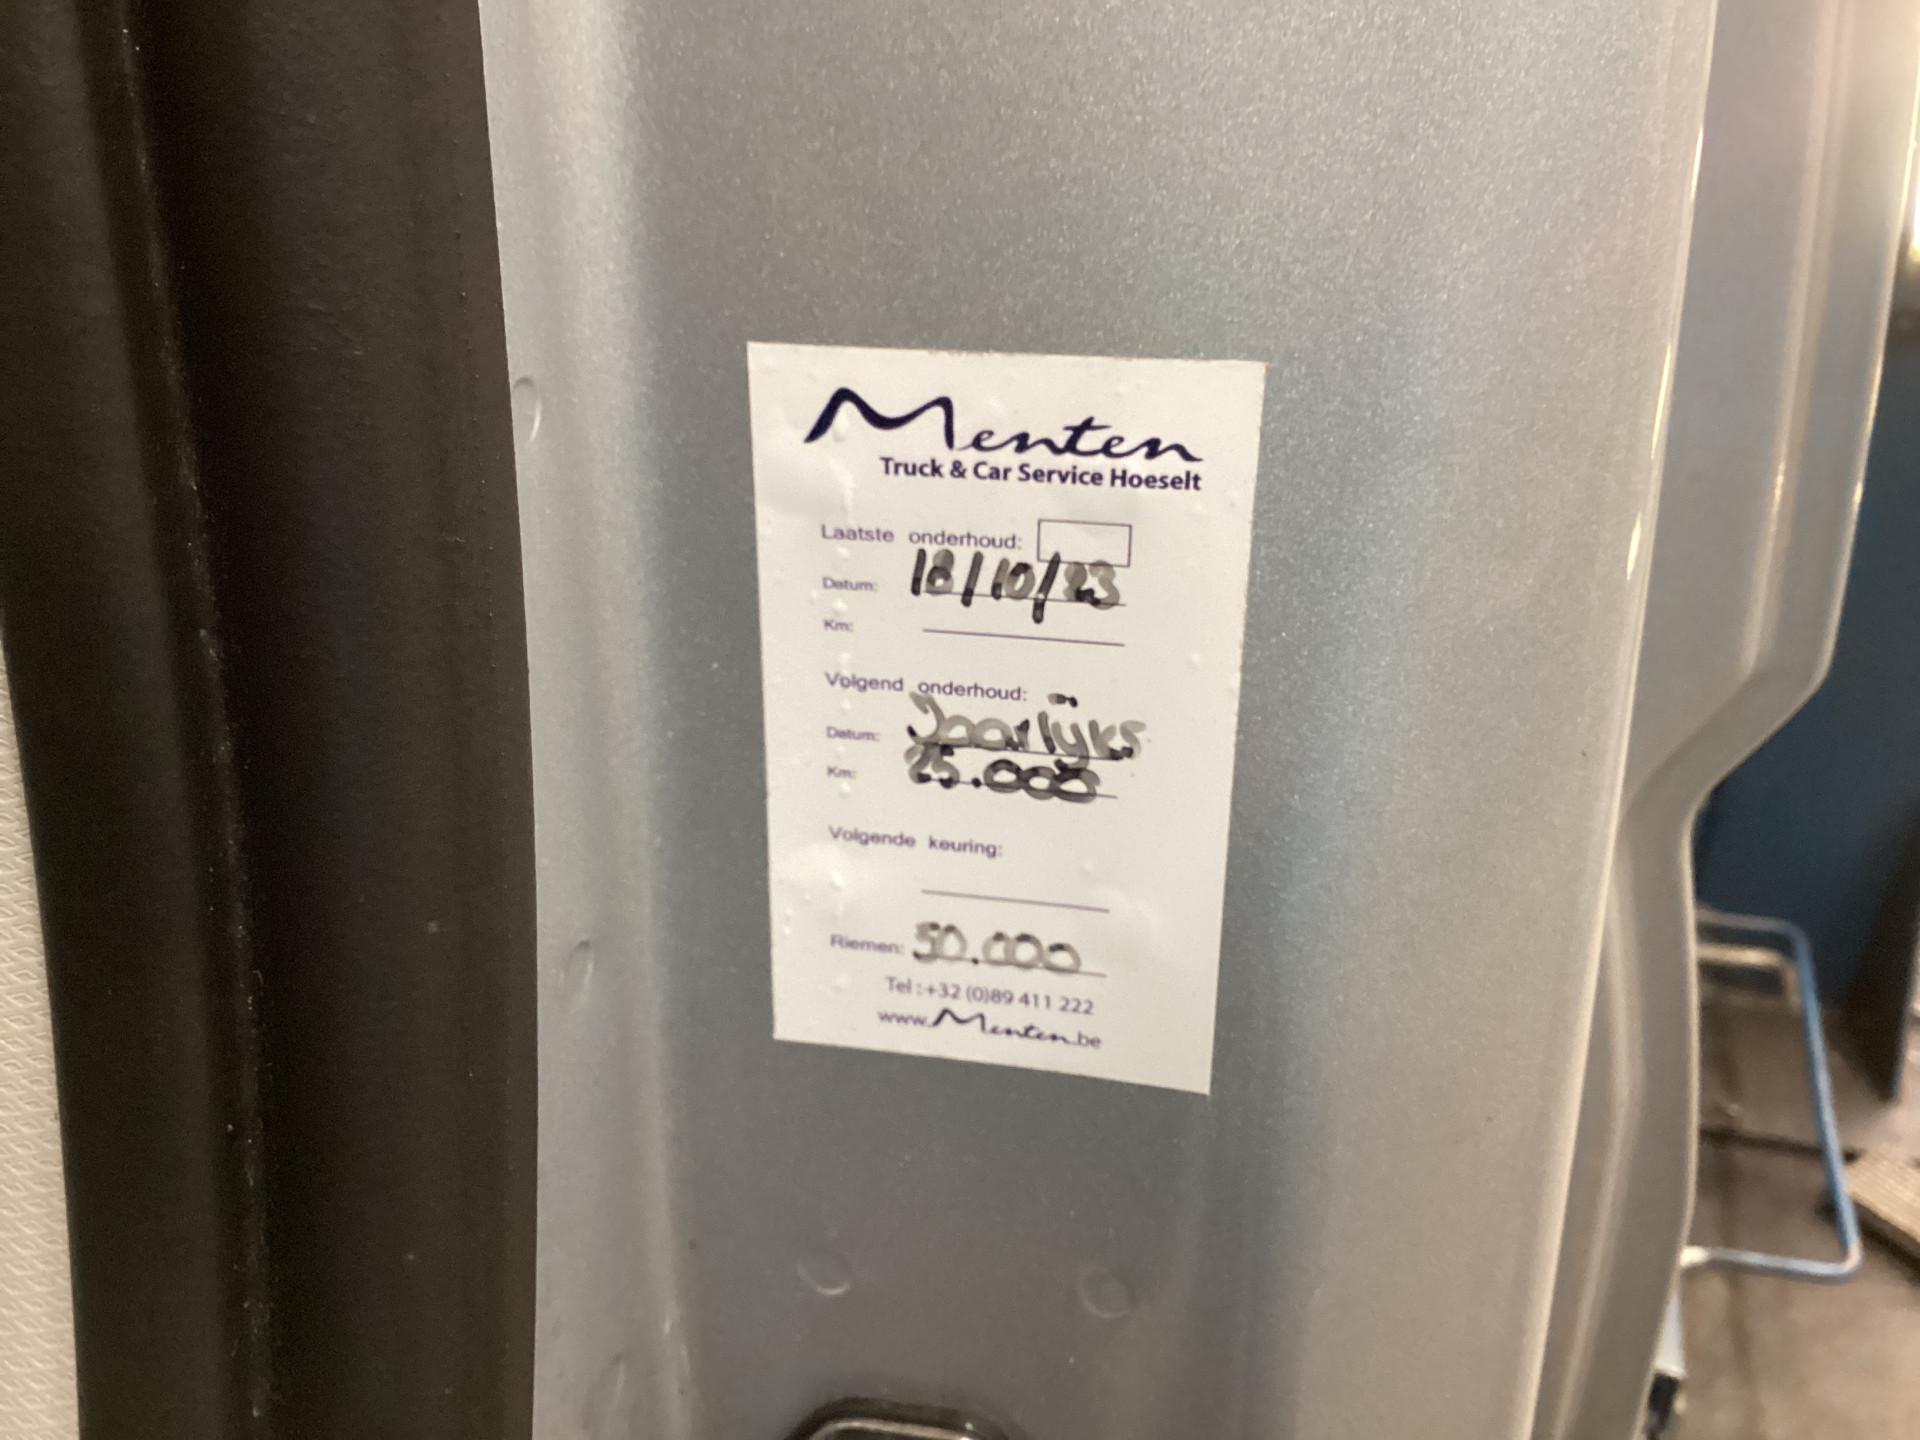 Menten
Truck & Car Service Hoeselt
Laatste onderhoud:
Datum: 18/10/23
Km:
Volgend onderhoud:
Datum: Jaarlijks
Km: 25.000
Volgende keuring:
Riemen: 50.000
Tel : +32 (0)89 411 222
www.Menten.be